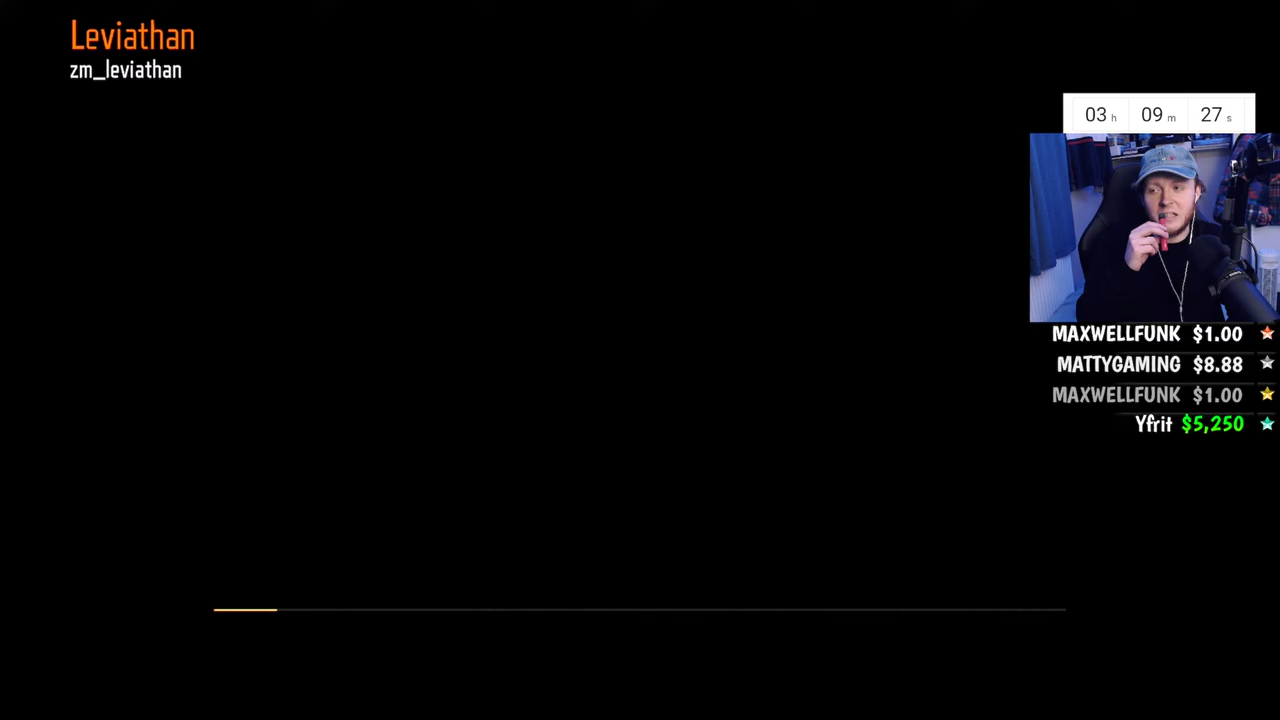 Leviathan
zm_leviathan
03 h 09 m 27 s
MAXWELLFUNK $1.00
MATTYGAMING $8.88
MAXWELLFUNK $1.00
Yfrit $5,250